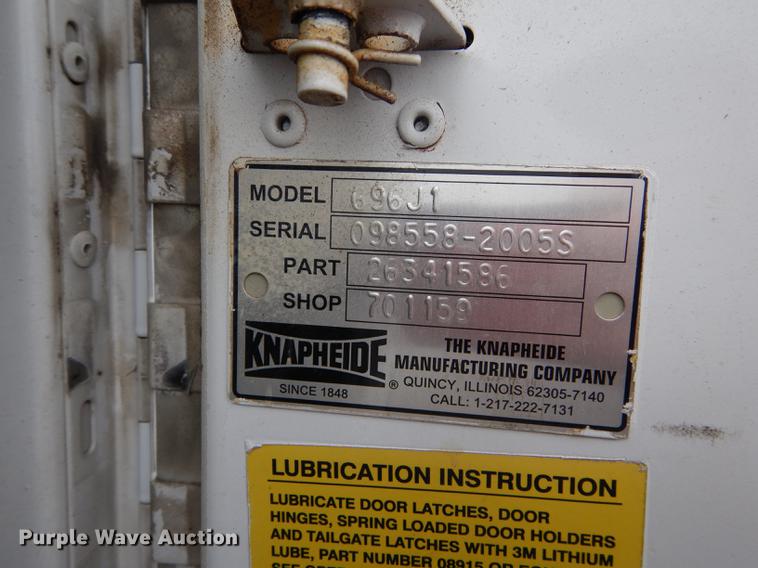 MODEL 696J1
SERIAL 098558-2005S
PART 26341586
SHOP 701159
KNAPHEIDE
SINCE 1848
®
THE KNAPHEIDE
MANUFACTURING COMPANY
QUINCY, ILLINOIS 62305-7140
CALL: 1-217-222-7131
LUBRICATION INSTRUCTION
LUBRICATE DOOR LATCHES, DOOR
HINGES, SPRING LOADED DOOR HOLDERS
AND TAILGATE LATCHES WITH 3M LITHIUM
LUBE, PART NUMBER 08915 OR
Purple Wave Auction®